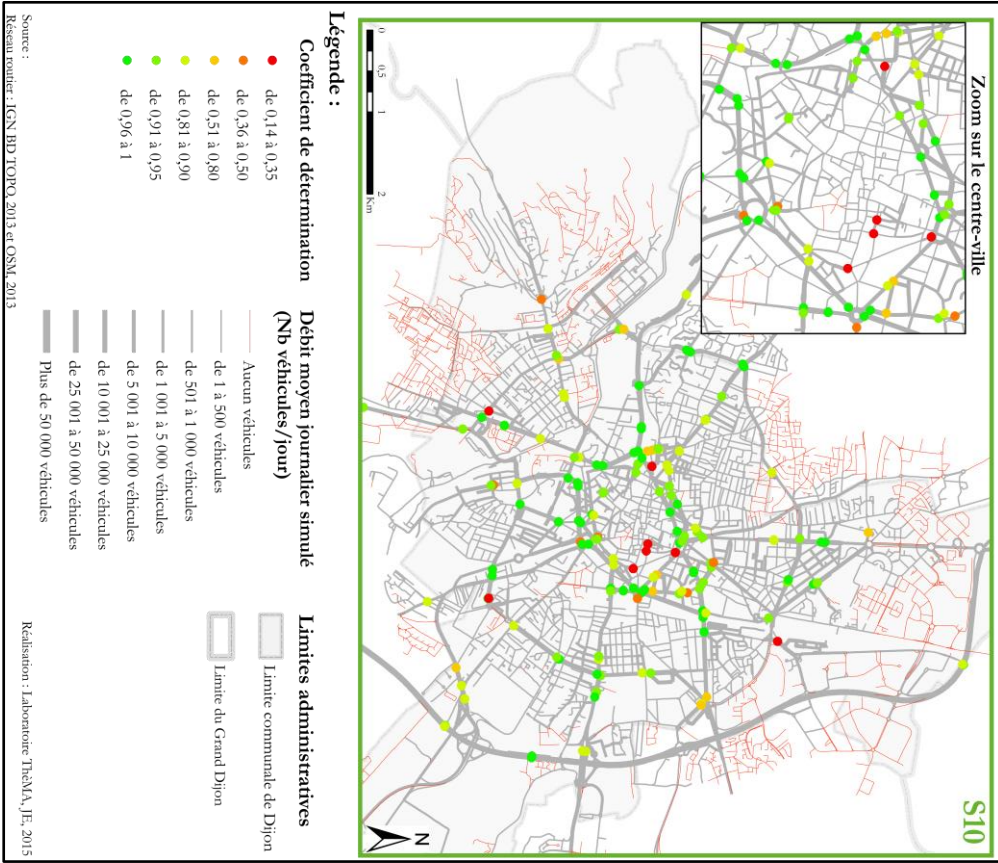 S10
Zoom sur le centre-ville
0 0,5 1 2
Km
N
Légende :
Coefficient de détermination
de 0,14 à 0,35
de 0,36 à 0,50
de 0,51 à 0,80
de 0,81 à 0,90
de 0,91 à 0,95
de 0,96 à 1
Débit moyen journalier simulé
(Nb véhicules/jour)
Aucun véhicules
de 1 à 500 véhicules
de 501 à 1 000 véhicules
de 1 001 à 5 000 véhicules
de 5 001 à 10 000 véhicules
de 10 001 à 25 000 véhicules
de 25 001 à 50 000 véhicules
Plus de 50 000 véhicules
Limites administratives
Limite communale de Dijon
Limite du Grand Dijon
Source :
Réseau routier : IGN BD TOPO, 2013 et OSM, 2013
Réalisation : Laboratoire ThéMA, JE, 2015